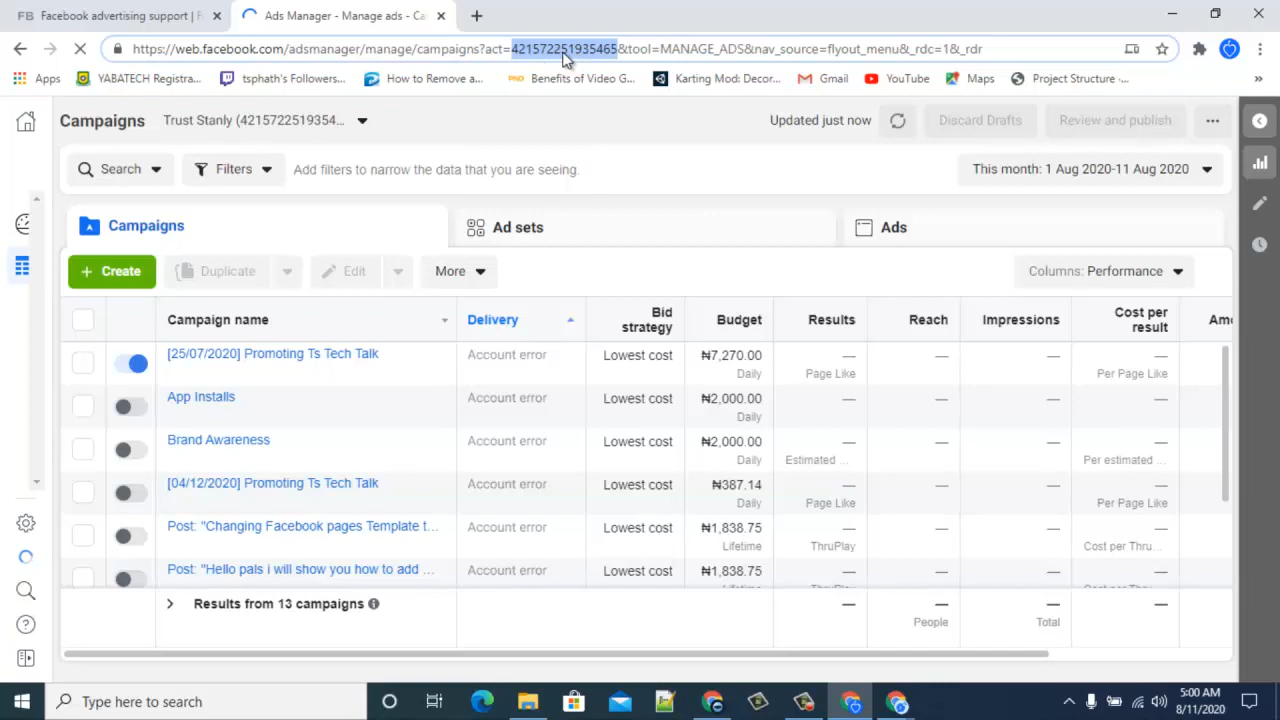 Facebook advertising support | F
Ads Manager - Manage ads - Ca
https://web.facebook.com/adsmanager/manage/campaigns?act=421572251935465&tool=MANAGE_ADS&nav_source=flyout_menu&_rdc=1&_rdr
Apps YABATECH Registra... tsphath's Followers... How to Remove a... Benefits of Video G... Karting Mod: Decor... Gmail YouTube Maps Project Structure -... »
Campaigns Trust Stanly (4215722519354... Updated just now Discard Drafts Review and publish ...
Search Filters Add filters to narrow the data that you are seeing. This month: 1 Aug 2020-11 Aug 2020
Campaigns Ad sets Ads
+ Create Duplicate Edit More Columns: Performance
Campaign name Delivery Bid strategy Budget Results Reach Impressions Cost per result Amo
[25/07/2020] Promoting Ts Tech Talk Account error Lowest cost ₦7,270.00 — — — —
Daily Page Like Per Page Like
App Installs Account error Lowest cost ₦2,000.00 — — — —
Daily
Brand Awareness Account error Lowest cost ₦2,000.00 — — — —
Daily Estimated ... Per estimated ...
[04/12/2020] Promoting Ts Tech Talk Account error Lowest cost ₦387.14 — — — —
Daily Page Like Per Page Like
Post: "Changing Facebook pages Template t... Account error Lowest cost ₦1,838.75 — — — —
Lifetime ThruPlay Cost per Thru...
Post: "Hello pals i will show you how to add ... Account error Lowest cost ₦1,838.75 — — — —
Lifetime ThruPlay Cost per Thru...
Results from 13 campaigns — — — —
People Total
Type here to search
5:00 AM
8/11/2020